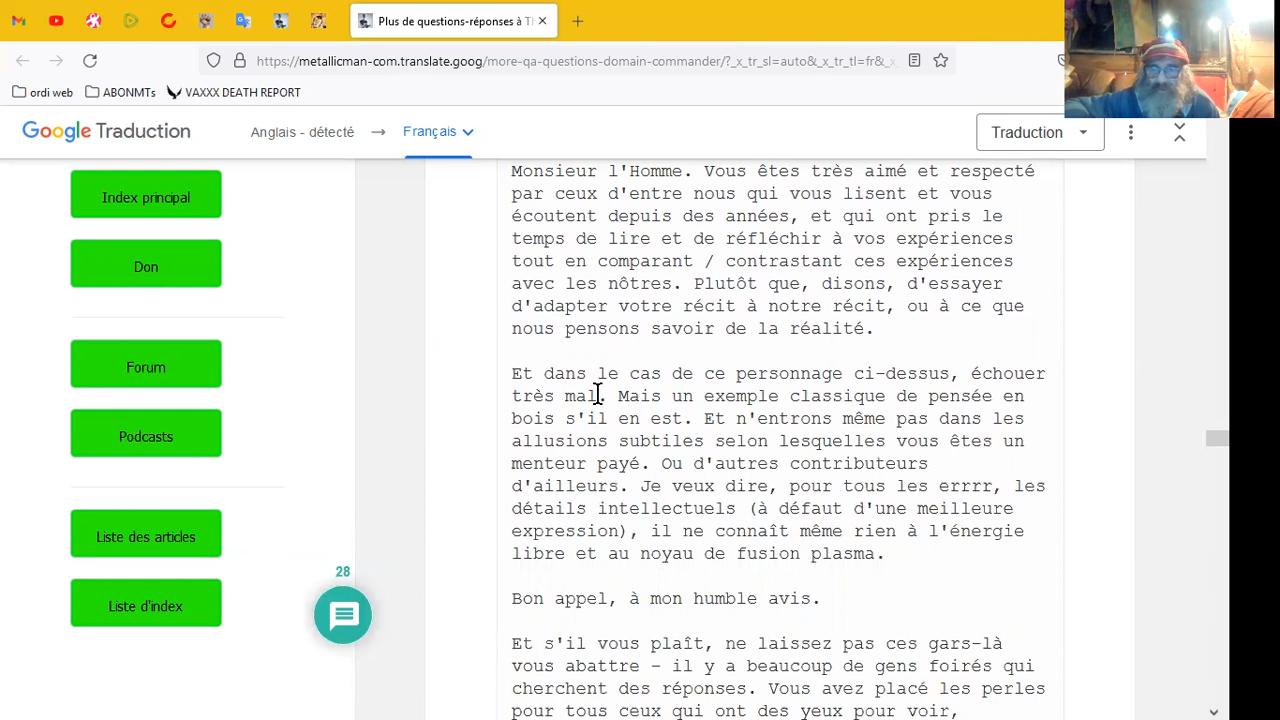 Plus de questions-réponses à Th
https://metallicman-com.translate.goog/more-qa-questions-domain-commander/?_x_tr_sl=auto&_x_tr_tl=fr&_x_
ordi web
ABONMTs
VAXXX DEATH REPORT
Google Traduction
Anglais - détecté
Français
Traduction
Index principal
Don
Forum
Podcasts
Liste des articles
Liste d'index
28
Monsieur l'Homme. Vous êtes très aimé et respecté
par ceux d'entre nous qui vous lisent et vous
écoutent depuis des années, et qui ont pris le
temps de lire et de réfléchir à vos expériences
tout en comparant / contrastant ces expériences
avec les nôtres. Plutôt que, disons, d'essayer
d'adapter votre récit à notre récit, ou à ce que
nous pensons savoir de la réalité.
Et dans le cas de ce personnage ci-dessus, échouer
très mal. Mais un exemple classique de pensée en
bois s'il en est. Et n'entrons même pas dans les
allusions subtiles selon lesquelles vous êtes un
menteur payé. Ou d'autres contributeurs
d'ailleurs. Je veux dire, pour tous les errrr, les
détails intellectuels (à défaut d'une meilleure
expression), il ne connaît même rien à l'énergie
libre et au noyau de fusion plasma.
Bon appel, à mon humble avis.
Et s'il vous plaît, ne laissez pas ces gars-là
vous abattre – il y a beaucoup de gens foirés qui
cherchent des réponses. Vous avez placé les perles
pour tous ceux qui ont des yeux pour voir,